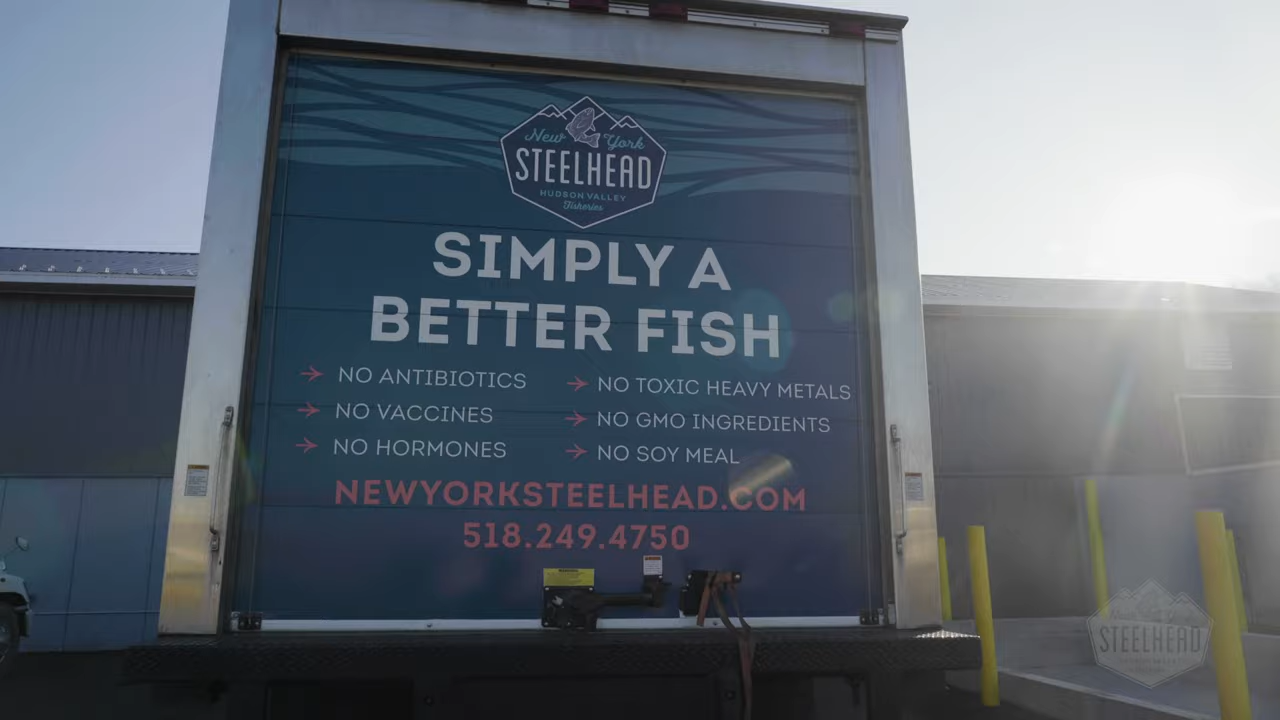 New York
STEELHEAD
HUDSON VALLEY
Fisheries
SIMPLY A
BETTER FISH
NO ANTIBIOTICS
NO VACCINES
NO HORMONES
NO TOXIC HEAVY METALS
NO GMO INGREDIENTS
NO SOY MEAL
NEWYORKSTEELHEAD.COM
518.249.4750
STEELHEAD